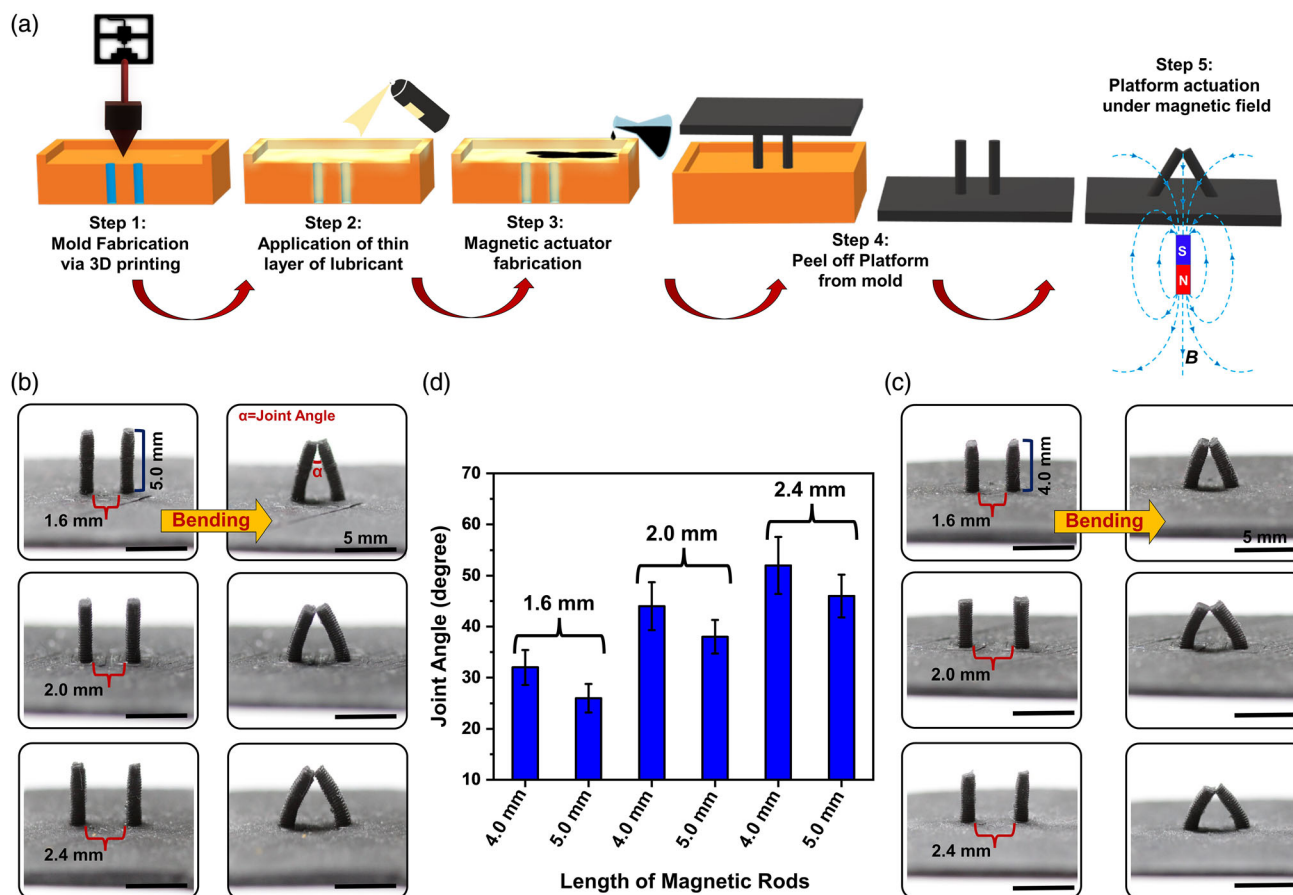 (a)
Step 1:
Mold Fabrication
via 3D printing
Step 2:
Application of thin
layer of lubricant
Step 3:
Magnetic actuator
fabrication
Step 4:
Peel off Platform
from mold
Step 5:
Platform actuation
under magnetic field
S
N
B
(b)
5.0 mm
1.6 mm
Bending
α=Joint Angle
α
5 mm
2.0 mm
2.4 mm
(d)
Joint Angle (degree)
70
60
50
40
30
20
10
1.6 mm
2.0 mm
2.4 mm
4.0 mm
5.0 mm
4.0 mm
5.0 mm
4.0 mm
5.0 mm
Length of Magnetic Rods
(c)
4.0 mm
1.6 mm
Bending
5 mm
2.0 mm
2.4 mm